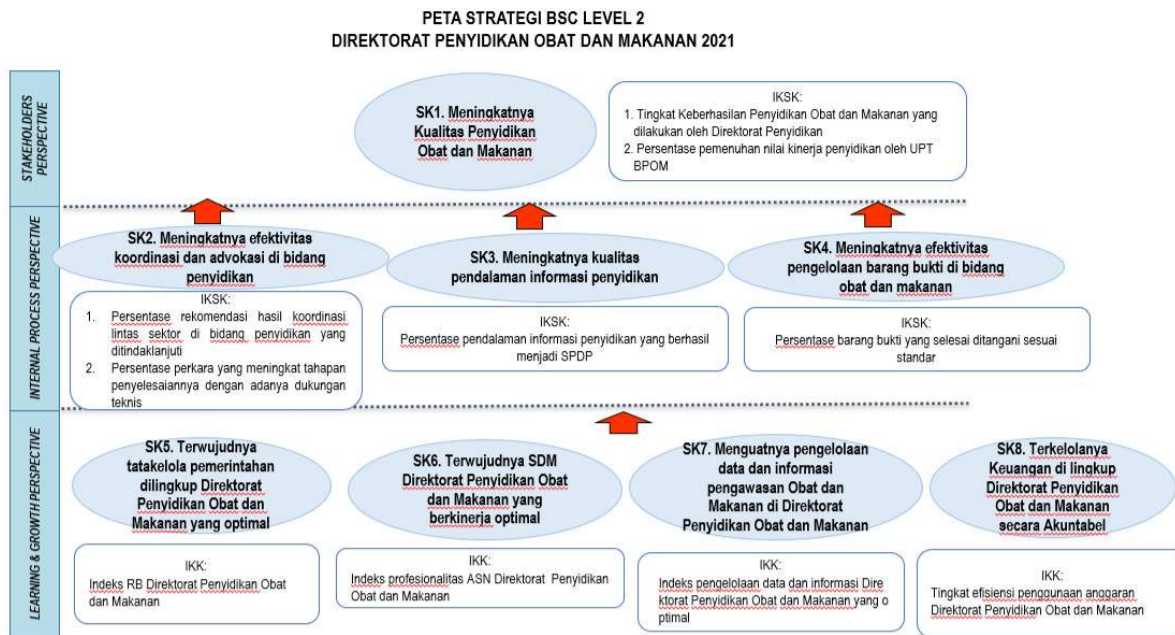 PETA STRATEGI BSC LEVEL 2
DIREKTORAT PENYIDIKAN OBAT DAN MAKANAN 2021
STAKEHOLDERS
PERSPECTIVE
SK1. Meningkatnya
Kualitas Penyidikan
Obat dan Makanan
IKSK:
1. Tingkat Keberhasilan Penyidikan Obat dan Makanan yang
dilakukan oleh Direktorat Penyidikan
2. Persentase pemenuhan nilai kinerja penyidikan oleh UPT
BPOM
INTERNAL PROCESS PERSPECTIVE
SK2. Meningkatnya efektivitas
koordinasi dan advokasi di bidang
penyidikan
IKSK:
1. Persentase rekomendasi hasil koordinasi
lintas sektor di bidang penyidikan yang
ditindaklanjuti
2. Persentase perkara yang meningkat tahapan
penyelesaiannya dengan adanya dukungan
teknis
SK3. Meningkatnya kualitas
pendalaman informasi penyidikan
IKSK:
Persentase pendalaman informasi penyidikan yang berhasil
menjadi SPDP
SK4. Meningkatnya efektivitas
pengelolaan barang bukti di bidang
obat dan makanan
IKSK:
Persentase barang bukti yang selesai ditangani sesuai
standar
LEARNING & GROWTH PERSPECTIVE
SK5. Terwujudnya
tatakelola pemerintahan
dilingkup Direktorat
Penyidikan Obat dan
Makanan yang optimal
IKK:
Indeks RB Direktorat Penyidikan Obat
dan Makanan
SK6. Terwujudnya SDM
Direktorat Penyidikan Obat
dan Makanan yang
berkinerja optimal
IKK:
Indeks profesionalitas ASN Direktorat Penyidikan
Obat dan Makanan
SK7. Menguatnya pengelolaan
data dan informasi
pengawasan Obat dan
Makanan di Direktorat
Penyidikan Obat dan Makanan
IKK:
Indeks pengelolaan data dan informasi Dire
ktorat Penyidikan Obat dan Makanan yang o
ptimal
SK8. Terkelolanya
Keuangan di lingkup
Direktorat Penyidikan
Obat dan Makanan
secara Akuntabel
IKK:
Tingkat efisiensi penggunaan anggaran
Direktorat Penyidikan Obat dan Makanan